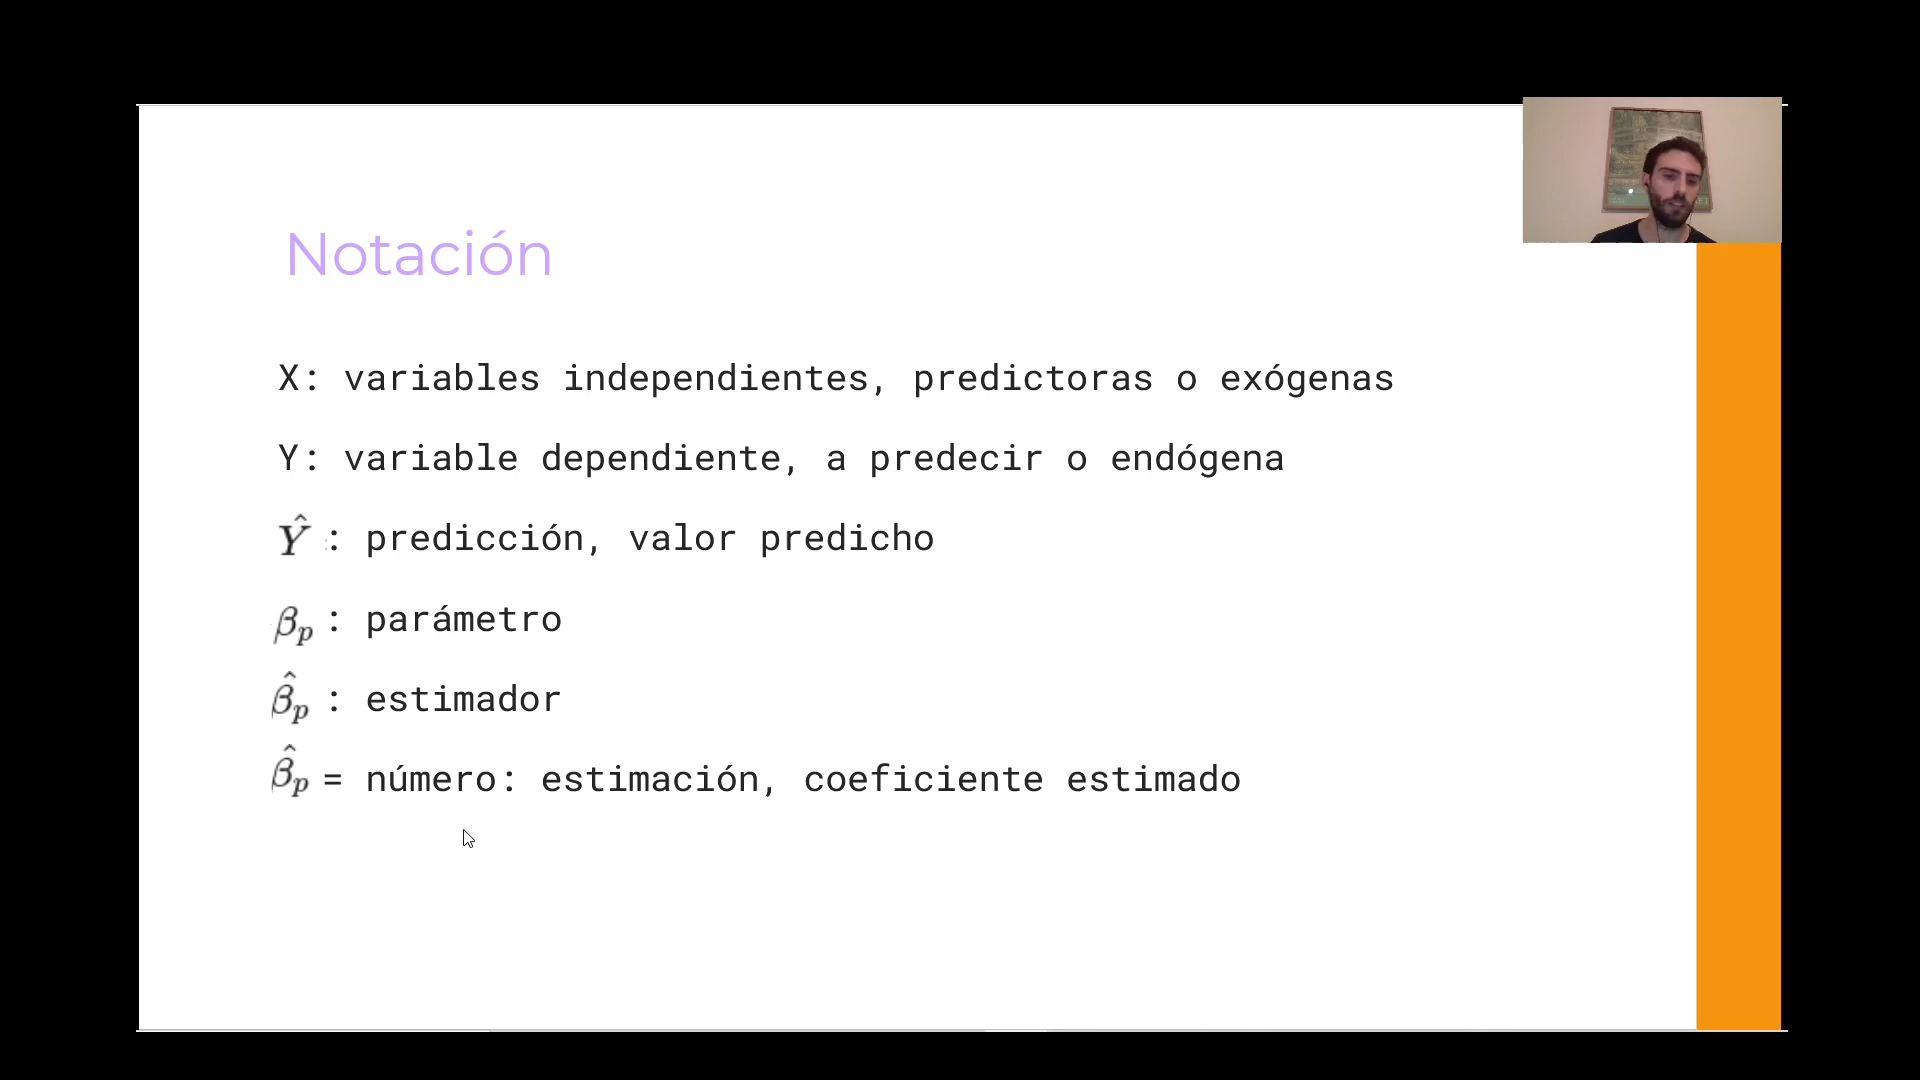 Notación
X: variables independientes, predictoras o exógenas
Y: variable dependiente, a predecir o endógena
Ŷ : predicción, valor predicho
βₚ : parámetro
β̂ₚ : estimador
β̂ₚ = número: estimación, coeficiente estimado